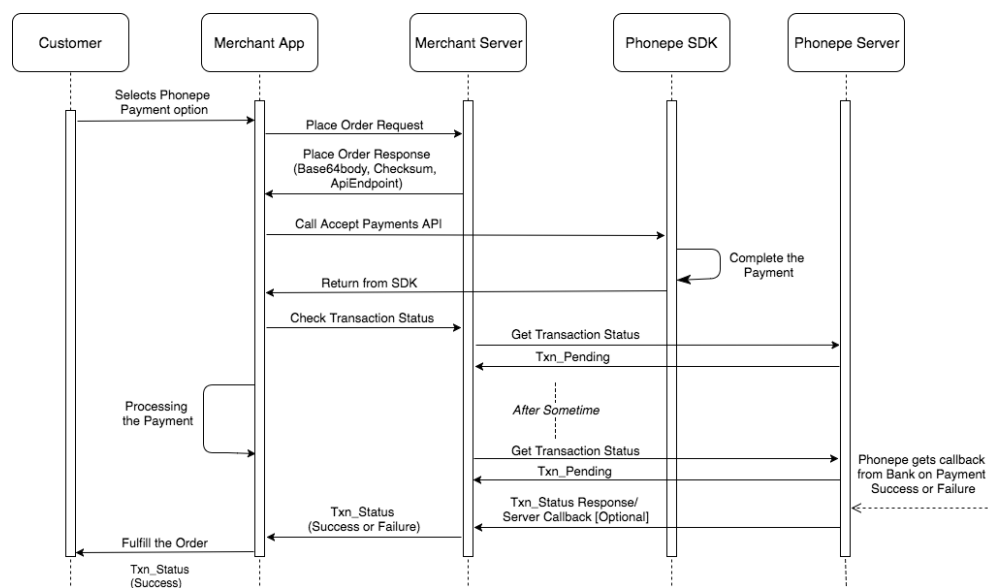 Customer
Merchant App
Merchant Server
Phonepe SDK
Phonepe Server
Selects Phonepe
Payment option
Place Order Request
Place Order Response
(Base64body, Checksum,
ApiEndpoint)
Call Accept Payments API
Complete the
Payment
Return from SDK
Check Transaction Status
Get Transaction Status
Txn_Pending
Processing
the Payment
After Sometime
Get Transaction Status
Txn_Pending
Phonepe gets callback
from Bank on Payment
Success or Failure
Txn_Status Response/
Server Callback [Optional]
Txn_Status
(Success or Failure)
Fulfill the Order
Txn_Status
(Success)